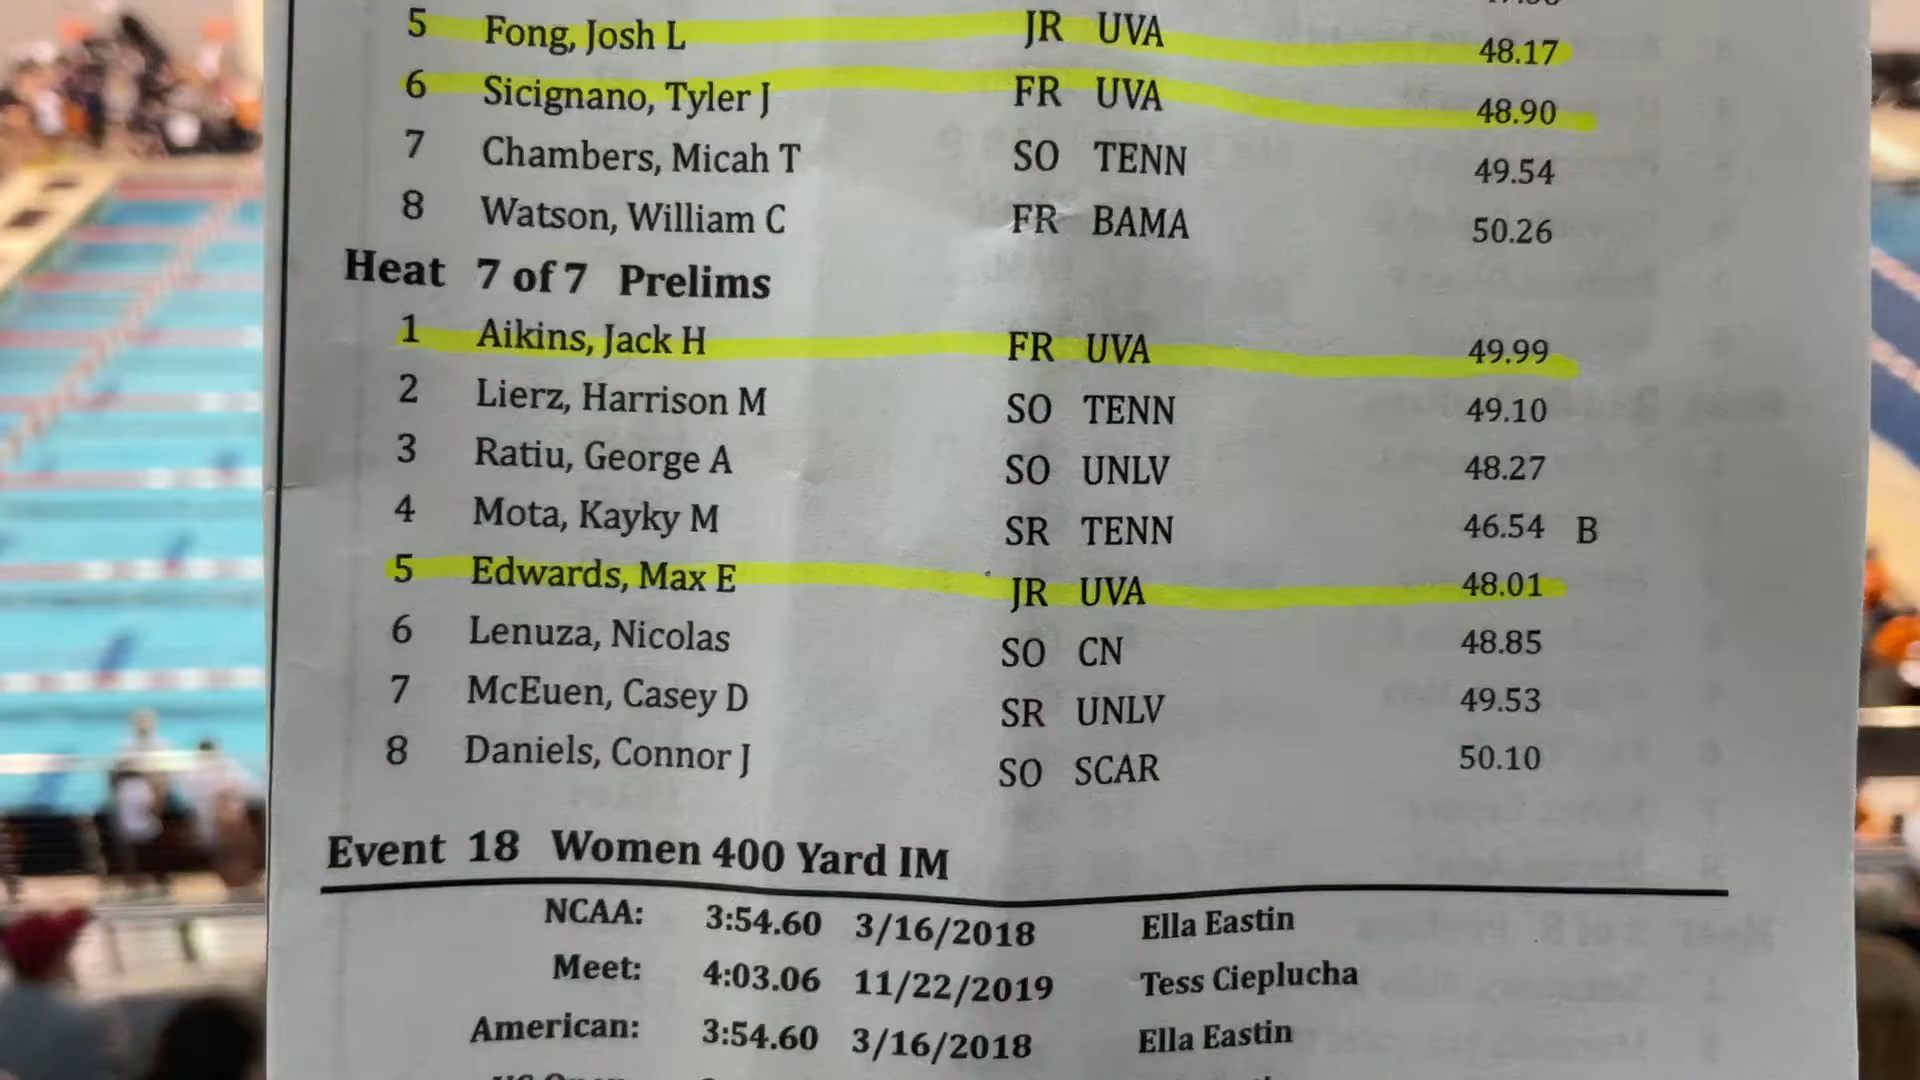 5 Fong, Josh L JR UVA 48.17
6 Sicignano, Tyler J FR UVA 48.90
7 Chambers, Micah T SO TENN 49.54
8 Watson, William C FR BAMA 50.26
Heat 7 of 7 Prelims
1 Aikins, Jack H FR UVA 49.99
2 Lierz, Harrison M SO TENN 49.10
3 Ratiu, George A SO UNLV 48.27
4 Mota, Kayky M SR TENN 46.54 B
5 Edwards, Max E JR UVA 48.01
6 Lenuza, Nicolas SO CN 48.85
7 McEuen, Casey D SR UNLV 49.53
8 Daniels, Connor J SO SCAR 50.10
Event 18 Women 400 Yard IM
NCAA: 3:54.60 3/16/2018 Ella Eastin
Meet: 4:03.06 11/22/2019 Tess Cieplucha
American: 3:54.60 3/16/2018 Ella Eastin